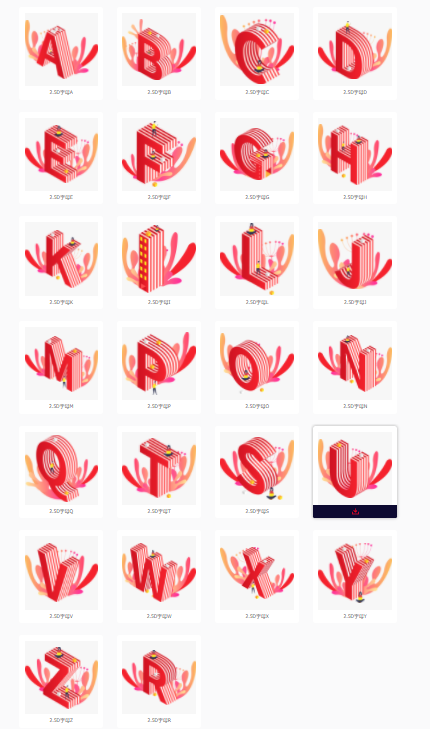 A B C D
2.5D字母A 2.5D字母B 2.5D字母C 2.5D字母D
E F G H
2.5D字母E 2.5D字母F 2.5D字母G 2.5D字母H
K I L J
2.5D字母K 2.5D字母I 2.5D字母L 2.5D字母J
M P O N
2.5D字母M 2.5D字母P 2.5D字母O 2.5D字母N
Q T S U
2.5D字母Q 2.5D字母T 2.5D字母S
V W X Y
2.5D字母V 2.5D字母W 2.5D字母X 2.5D字母Y
Z R
2.5D字母Z 2.5D字母R